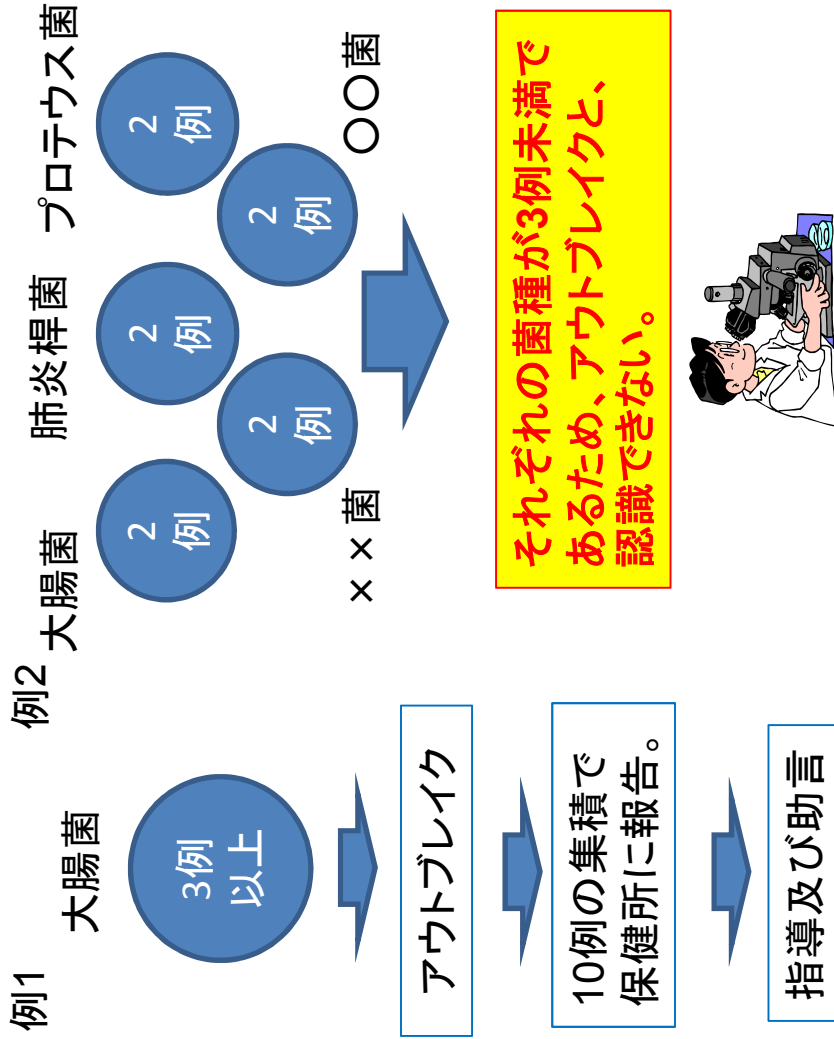 例1
大腸菌
3例
以上
アウトブレイク
10例の集積で
保健所に報告。
指導及び助言
例2
大腸菌
肺炎桿菌
プロテウス菌
2
例
2
例
2
例
2
例
2
例
××菌
〇〇菌
それぞれの菌種が3例未満で
あるため、アウトブレイクと、
認識できない。